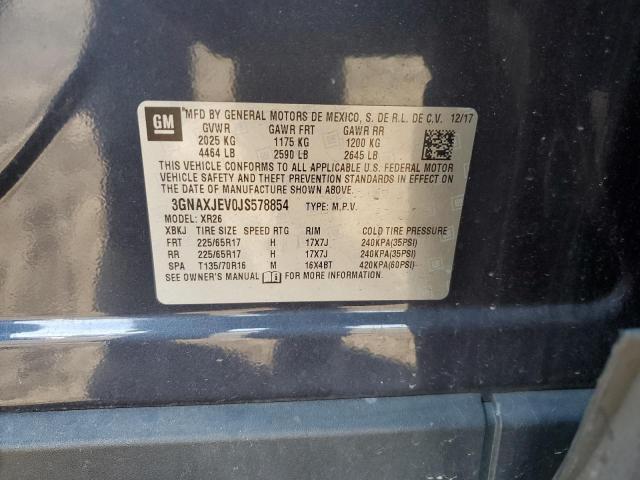 GM
MFD BY GENERAL MOTORS DE MEXICO, S. DE R.L. DE C.V. 12/17
GVWR GAWR FRT GAWR RR
2025 KG 1175 KG 1200 KG
4464 LB 2590 LB 2645 LB
THIS VEHICLE CONFORMS TO ALL APPLICABLE U.S. FEDERAL MOTOR
VEHICLE SAFETY AND THEFT PREVENTION STANDARDS IN EFFECT ON
THE DATE OF MANUFACTURE SHOWN ABOVE.
3GNAXJEV0JS578854 TYPE: M.P.V.
MODEL: XR26
XBKJ TIRE SIZE SPEED RTG RIM COLD TIRE PRESSURE
FRT 225/65R17 H 17X7J 240KPA(35PSI)
RR 225/65R17 H 17X7J 240KPA(35PSI)
SPA T135/70R16 M 16X4BT 420KPA(60PSI)
SEE OWNER'S MANUAL FOR MORE INFORMATION.